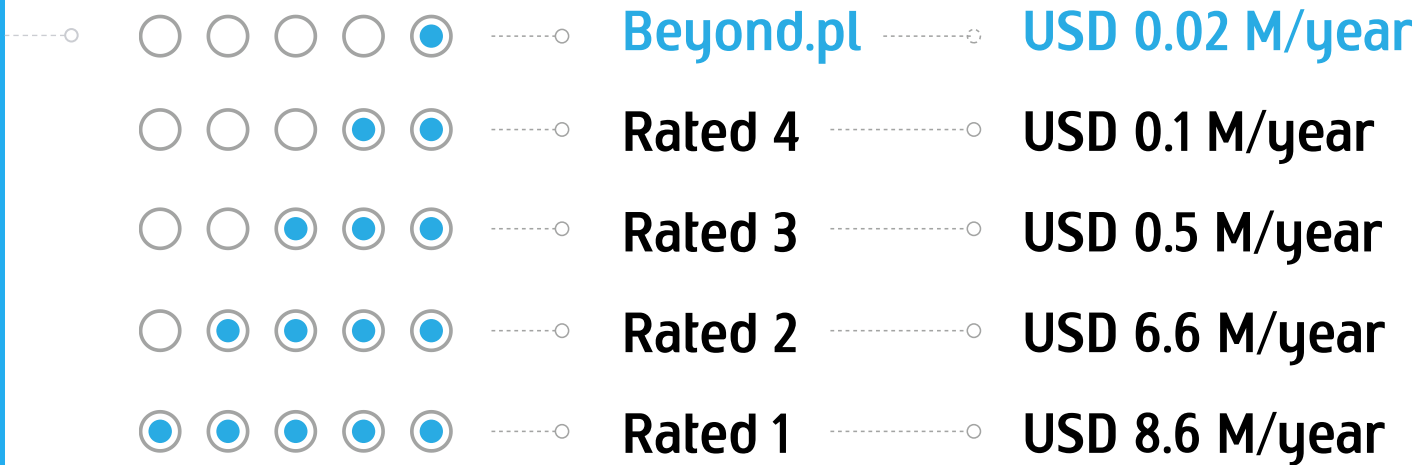 Beyond.pl USD 0.02 M/year
Rated 4 USD 0.1 M/year
Rated 3 USD 0.5 M/year
Rated 2 USD 6.6 M/year
Rated 1 USD 8.6 M/year